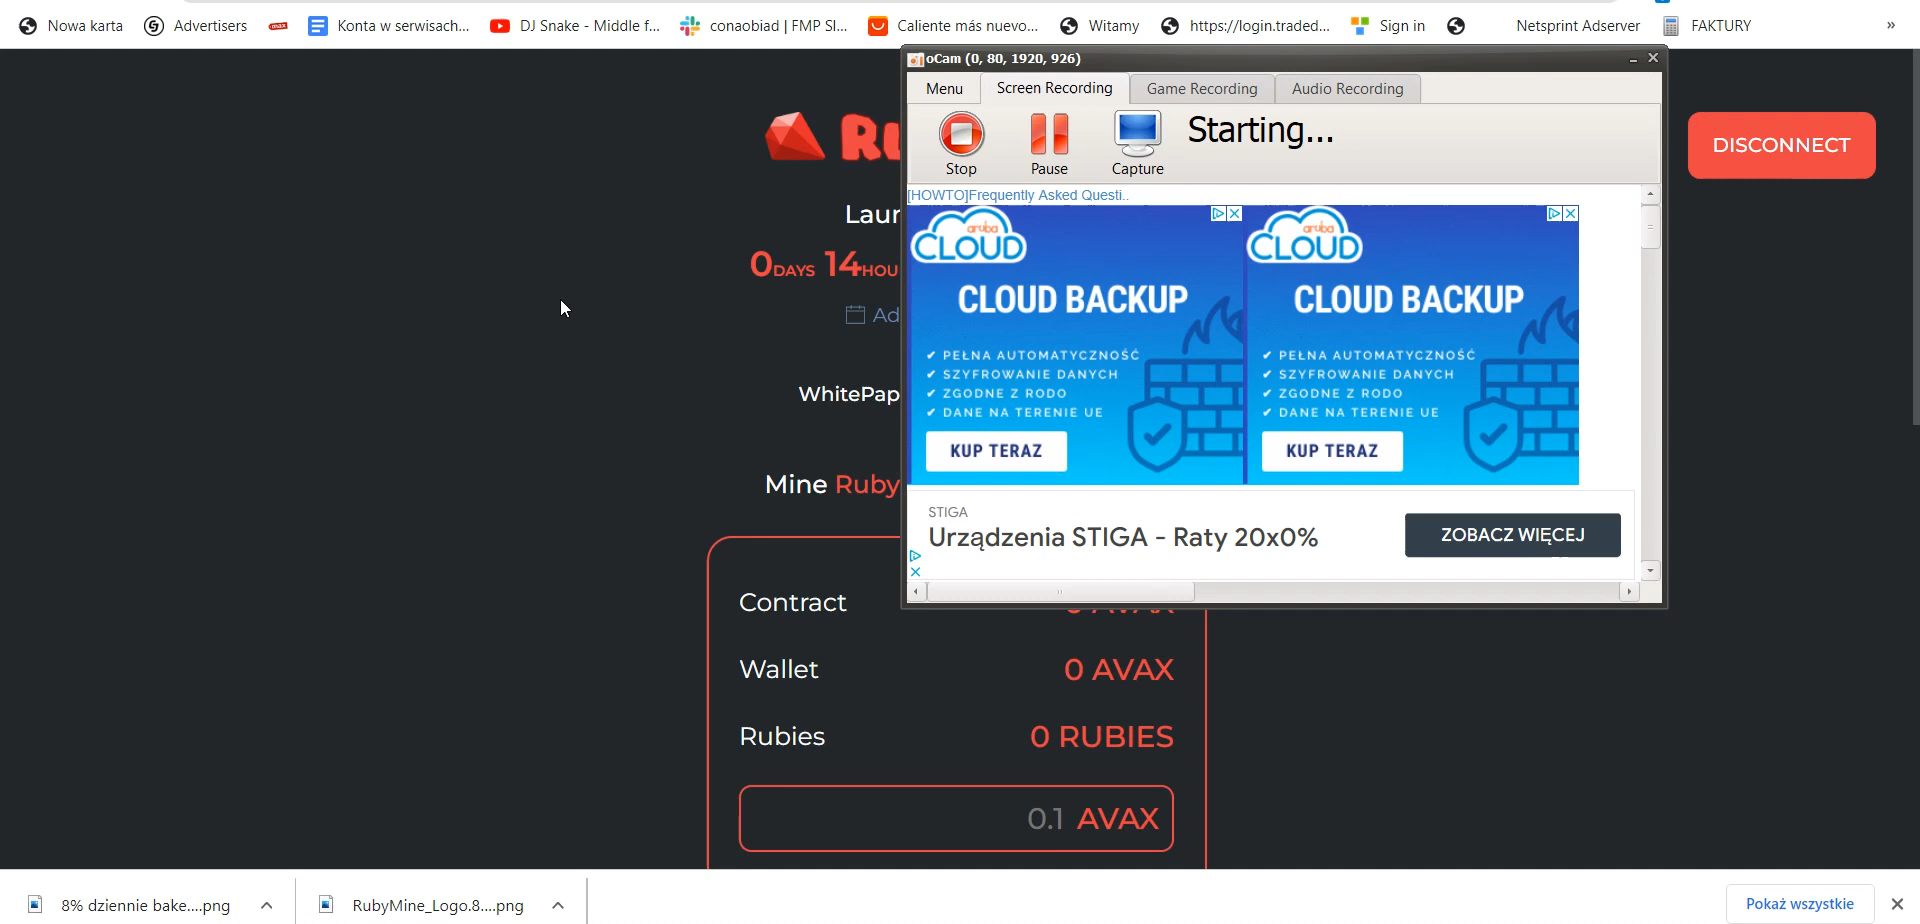 Nowa karta Advertisers Konta w serwisach... DJ Snake - Middle f... conaobiad | FMP Sl... Caliente más nuevo... Witamy https://login.traded... Sign in Netsprint Adserver FAKTURY »
oCam (0, 80, 1920, 926)
Menu Screen Recording Game Recording Audio Recording
Starting...
Stop Pause Capture
[HOWTO]Frequently Asked Questi..
aruba CLOUD
CLOUD BACKUP
✔ PEŁNA AUTOMATYCZNOŚĆ
✔ SZYFROWANIE DANYCH
✔ ZGODNE Z RODO
✔ DANE NA TERENIE UE
KUP TERAZ
aruba CLOUD
CLOUD BACKUP
✔ PEŁNA AUTOMATYCZNOŚĆ
✔ SZYFROWANIE DANYCH
✔ ZGODNE Z RODO
✔ DANE NA TERENIE UE
KUP TERAZ
STIGA
Urządzenia STIGA - Raty 20x0%
ZOBACZ WIĘCEJ
DISCONNECT
Ru
Laur
0DAYS 14HOU
Ad
WhitePap
Mine Ruby
Contract
Wallet 0 AVAX
Rubies 0 RUBIES
0.1 AVAX
8% dziennie bake....png RubyMine_Logo.8....png Pokaż wszystkie